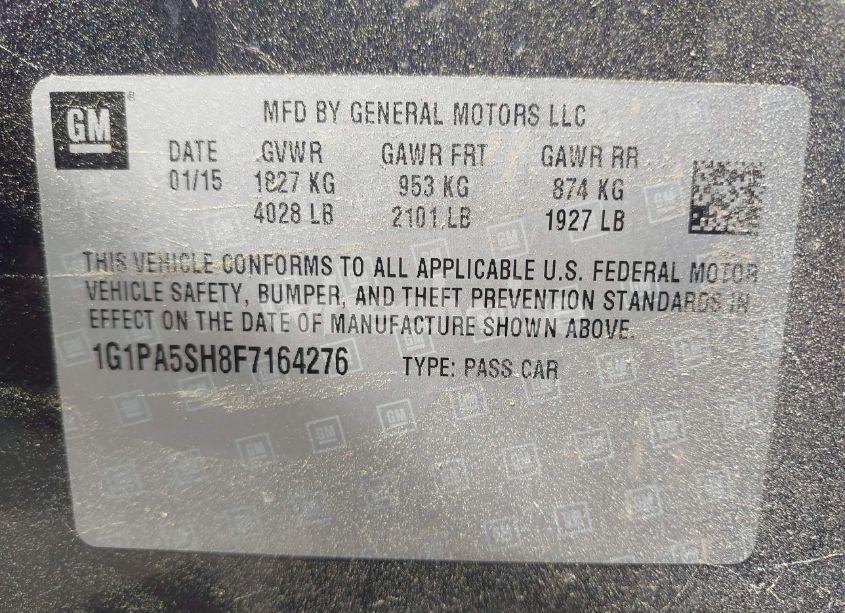 GM ® MFD BY GENERAL MOTORS LLC
DATE GVWR GAWR FRT GAWR RR
01/15 1827 KG 953 KG 874 KG
4028 LB 2101 LB 1927 LB
THIS VEHICLE CONFORMS TO ALL APPLICABLE U.S. FEDERAL MOTOR
VEHICLE SAFETY, BUMPER, AND THEFT PREVENTION STANDARDS IN
EFFECT ON THE DATE OF MANUFACTURE SHOWN ABOVE.
1G1PA5SH8F7164276 TYPE: PASS CAR